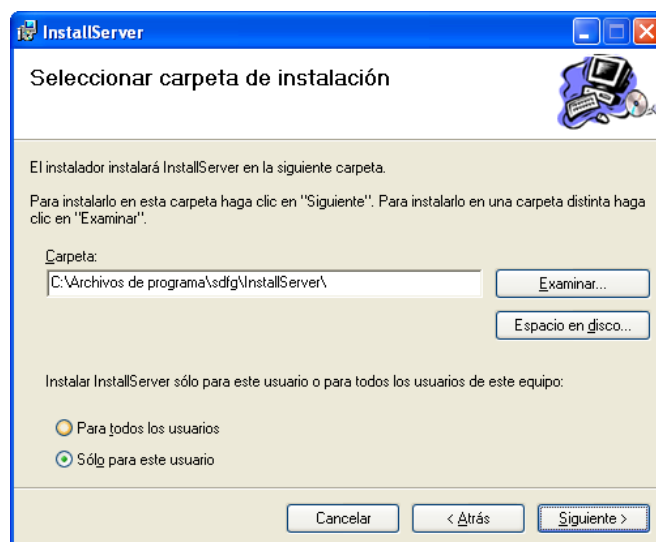 InstallServer
Seleccionar carpeta de instalación
El instalador instalará InstallServer en la siguiente carpeta.
Para instalarlo en esta carpeta haga clic en "Siguiente". Para instalarlo en una carpeta distinta haga
clic en "Examinar".
Carpeta:
C:\Archivos de programa\sdfg\InstallServer\
Examinar...
Espacio en disco...
Instalar InstallServer sólo para este usuario o para todos los usuarios de este equipo:
Para todos los usuarios
Sólo para este usuario
Cancelar
< Atrás
Siguiente >